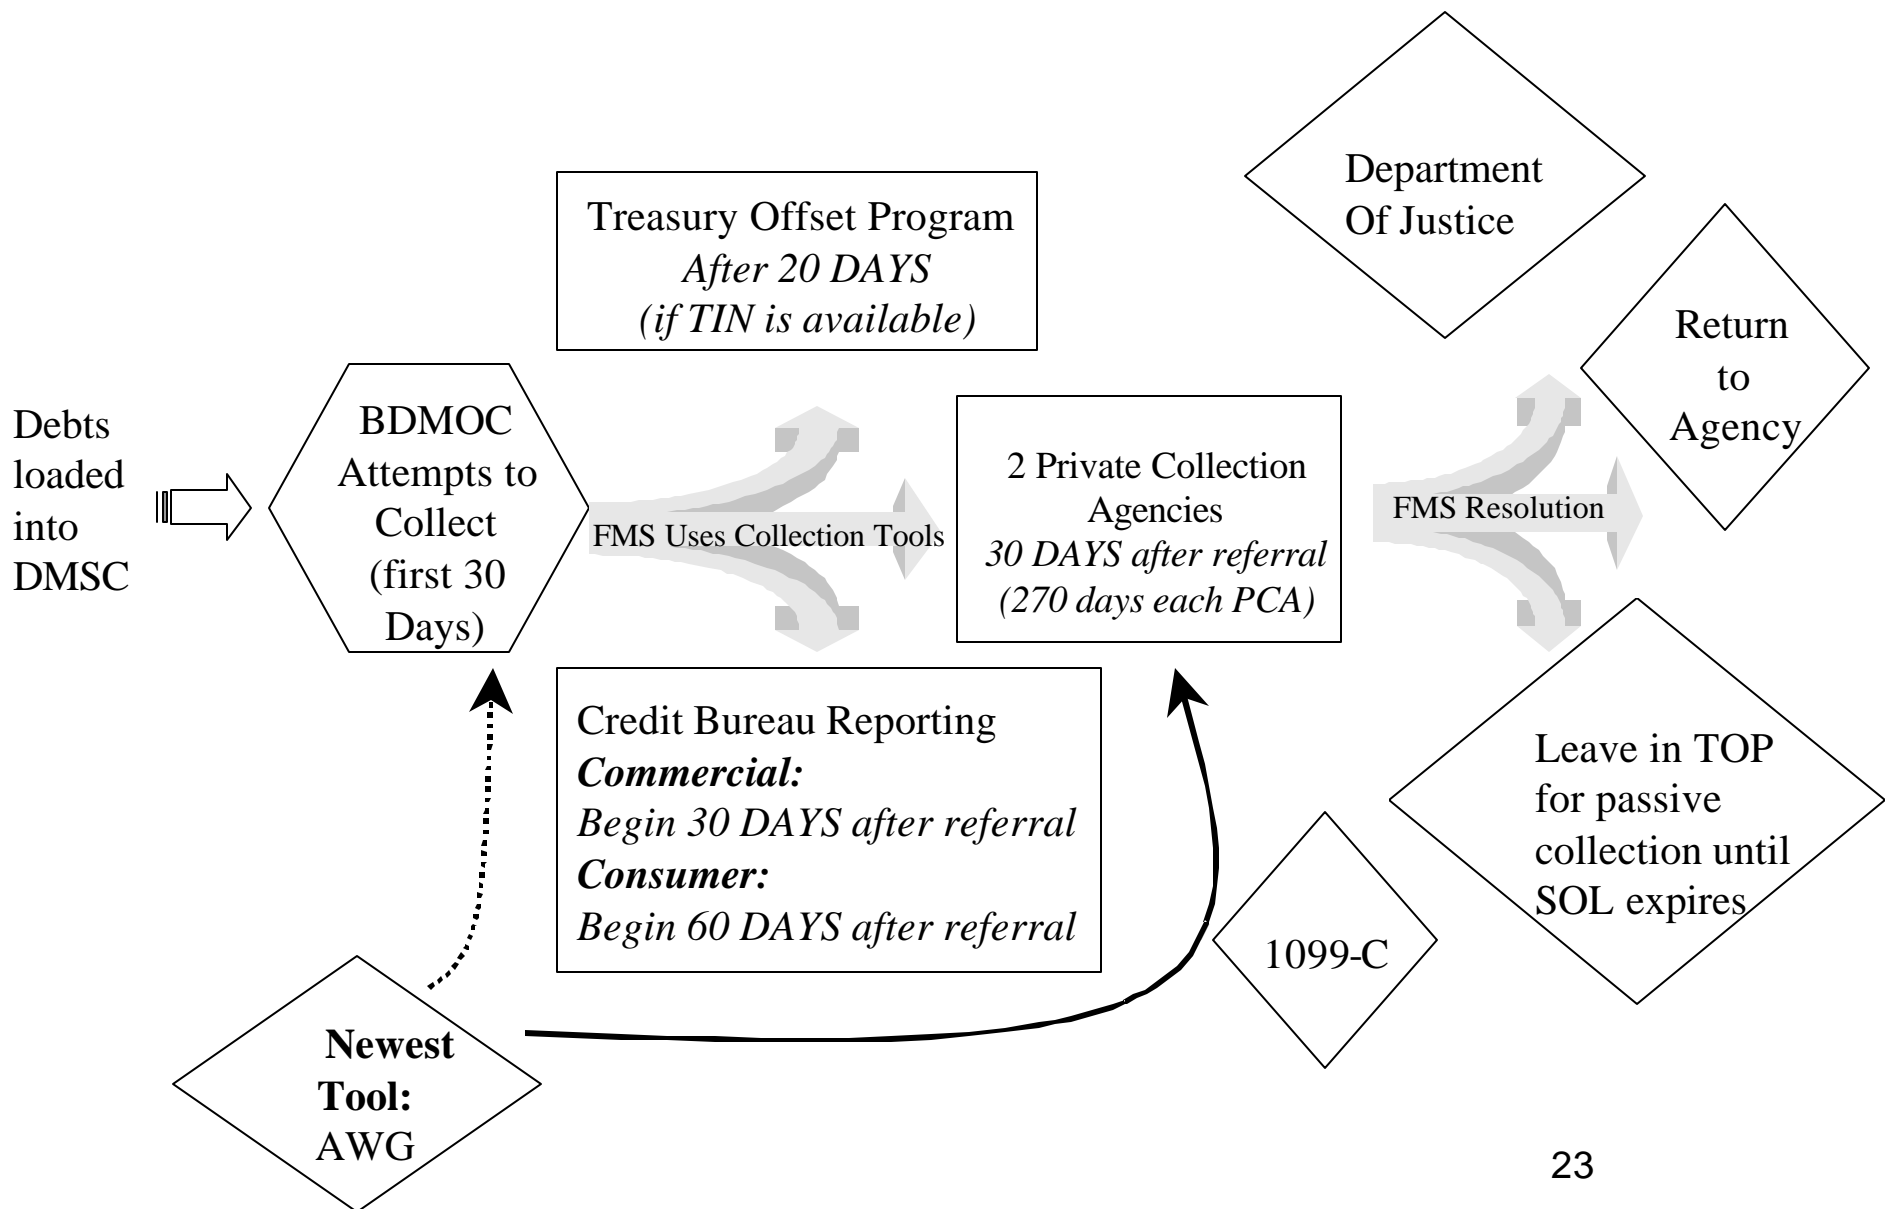 Debts
loaded
into
DMSC
BDMOC
Attempts to
Collect
(first 30
Days)
Treasury Offset Program
After 20 DAYS
(if TIN is available)
FMS Uses Collection Tools
Credit Bureau Reporting
Commercial:
Begin 30 DAYS after referral
Consumer:
Begin 60 DAYS after referral
2 Private Collection
Agencies
30 DAYS after referral
(270 days each PCA)
FMS Resolution
Department
Of Justice
Return
to
Agency
Leave in TOP
for passive
collection until
SOL expires
1099-C
Newest
Tool:
AWG
23